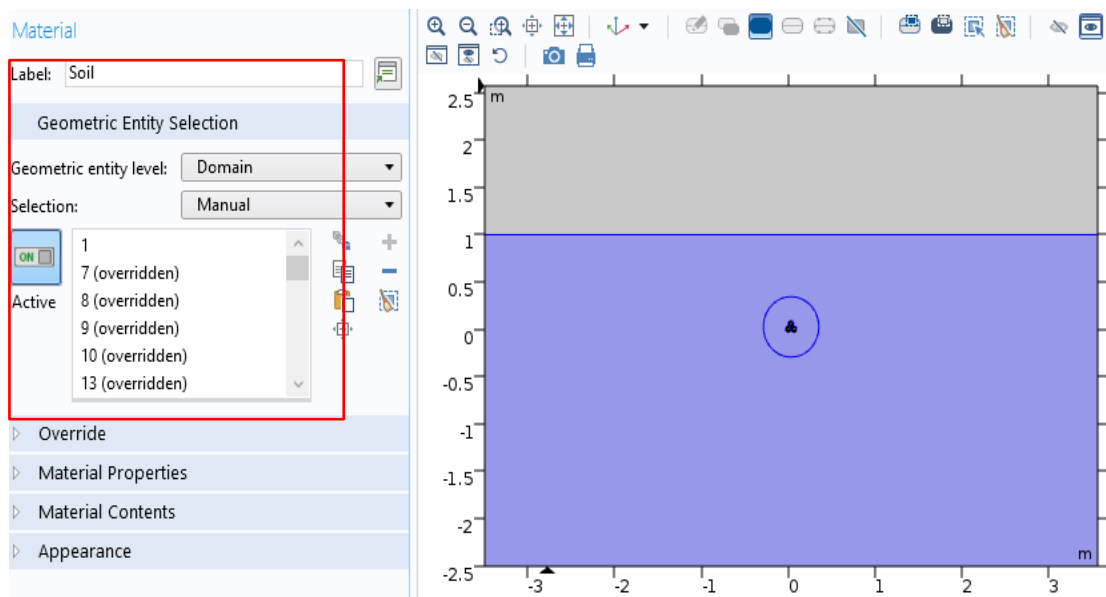 Material
Label: Soil
Geometric Entity Selection
Geometric entity level: Domain
Selection: Manual
ON
Active
1
7 (overridden)
8 (overridden)
9 (overridden)
10 (overridden)
13 (overridden)
Override
Material Properties
Material Contents
Appearance
m
2.5
2
1.5
1
0.5
0
-0.5
-1
-1.5
-2
-2.5
m
-3 -2 -1 0 1 2 3